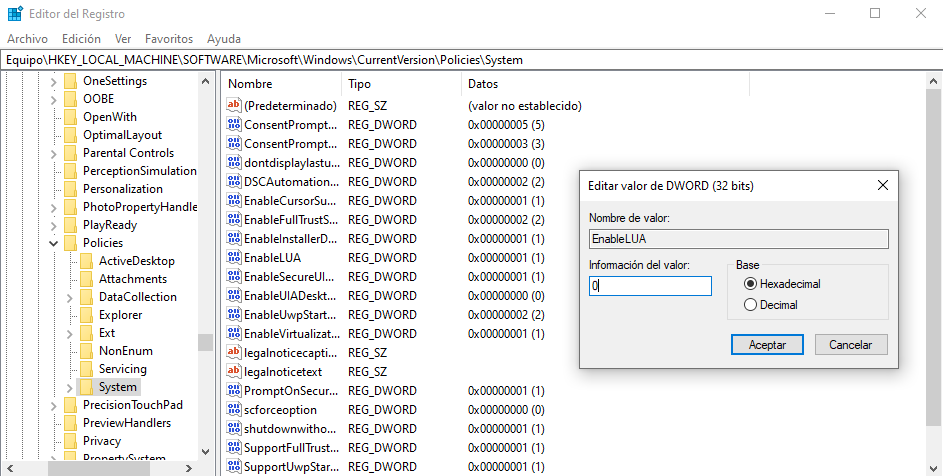 Editor del Registro
Archivo Edición Ver Favoritos Ayuda
Equipo\HKEY_LOCAL_MACHINE\SOFTWARE\Microsoft\Windows\CurrentVersion\Policies\System
OneSettings
OOBE
OpenWith
OptimalLayout
Parental Controls
PerceptionSimulation
Personalization
PhotoPropertyHandle
PlayReady
Policies
ActiveDesktop
Attachments
DataCollection
Explorer
Ext
NonEnum
Servicing
System
PrecisionTouchPad
PreviewHandlers
Privacy
PropertySystem
Nombre Tipo Datos
(Predeterminado) REG_SZ (valor no establecido)
ConsentPrompt... REG_DWORD 0x00000005 (5)
ConsentPrompt... REG_DWORD 0x00000003 (3)
dontdisplaylastu... REG_DWORD 0x00000000 (0)
DSCAutomation... REG_DWORD 0x00000002 (2)
EnableCursorSu... REG_DWORD 0x00000001 (1)
EnableFullTrustS... REG_DWORD 0x00000002 (2)
EnableInstallerD... REG_DWORD 0x00000001 (1)
EnableLUA REG_DWORD 0x00000001 (1)
EnableSecureUI... REG_DWORD 0x00000001 (1)
EnableUIADeskt... REG_DWORD 0x00000000 (0)
EnableUwpStart... REG_DWORD 0x00000002 (2)
EnableVirtualizat... REG_DWORD 0x00000001 (1)
legalnoticecapti... REG_SZ
legalnoticetext REG_SZ
PromptOnSecur... REG_DWORD 0x00000001 (1)
scforceoption REG_DWORD 0x00000000 (0)
shutdownwitho... REG_DWORD 0x00000001 (1)
SupportFullTrust... REG_DWORD 0x00000001 (1)
SupportUwpStar... REG_DWORD 0x00000001 (1)
Editar valor de DWORD (32 bits)
Nombre de valor:
EnableLUA
Información del valor:
0
Base
Hexadecimal
Decimal
Aceptar Cancelar